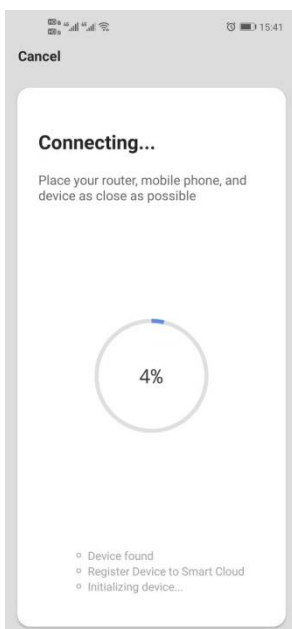 15:41
Cancel
Connecting...
Place your router, mobile phone, and
device as close as possible
4%
Device found
Register Device to Smart Cloud
Initializing device...